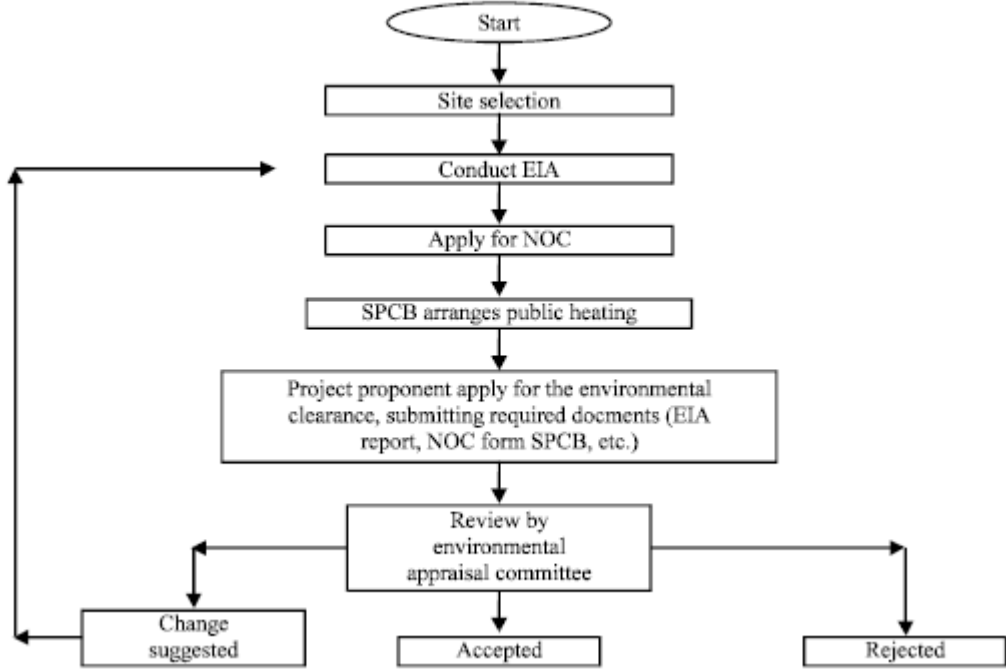 Start
Site selection
Conduct EIA
Apply for NOC
SPCB arranges public heating
Project proponent apply for the environmental
clearance, submitting required docments (EIA
report, NOC form SPCB, etc.)
Review by
environmental
appraisal committee
Change
suggested
Accepted
Rejected